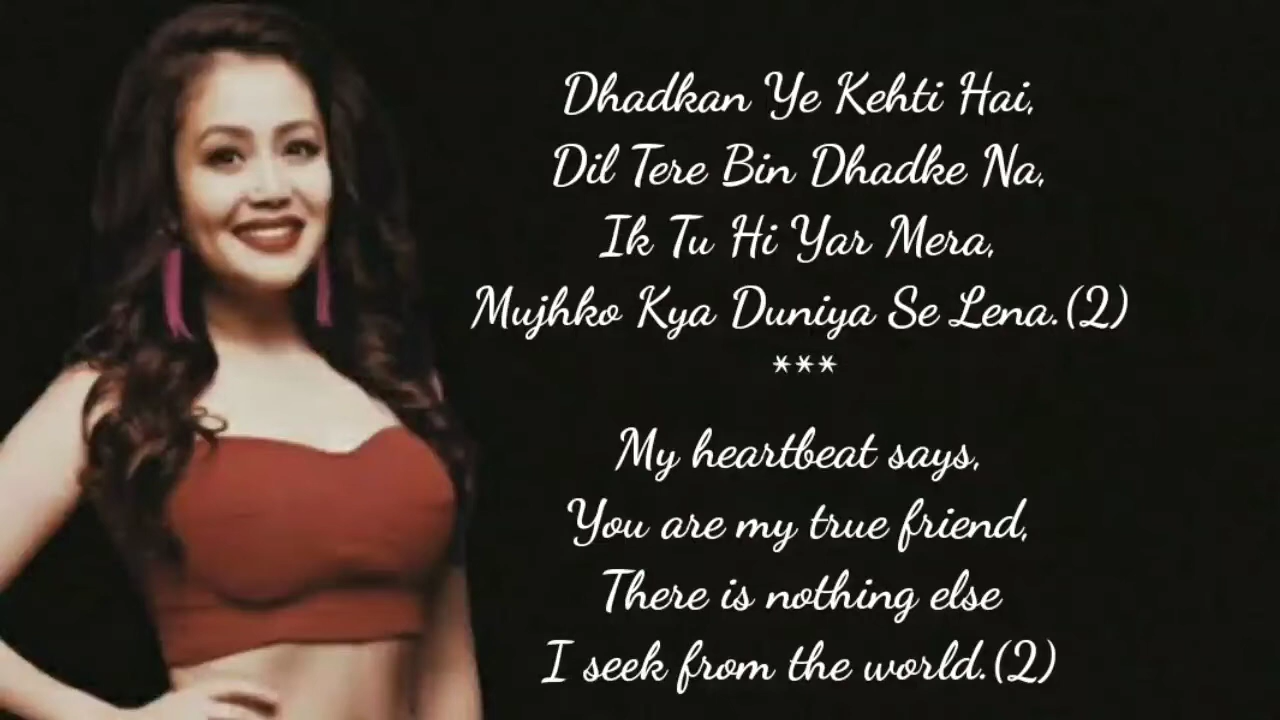 Dhadkan Ye Kehti Hai,
Dil Tere Bin Dhadke Na,
Ik Tu Hi Yar Mera,
Mujhko Kya Duniya Se Lena.(2)
***
My heartbeat says,
You are my true friend,
There is nothing else
I seek from the world.(2)